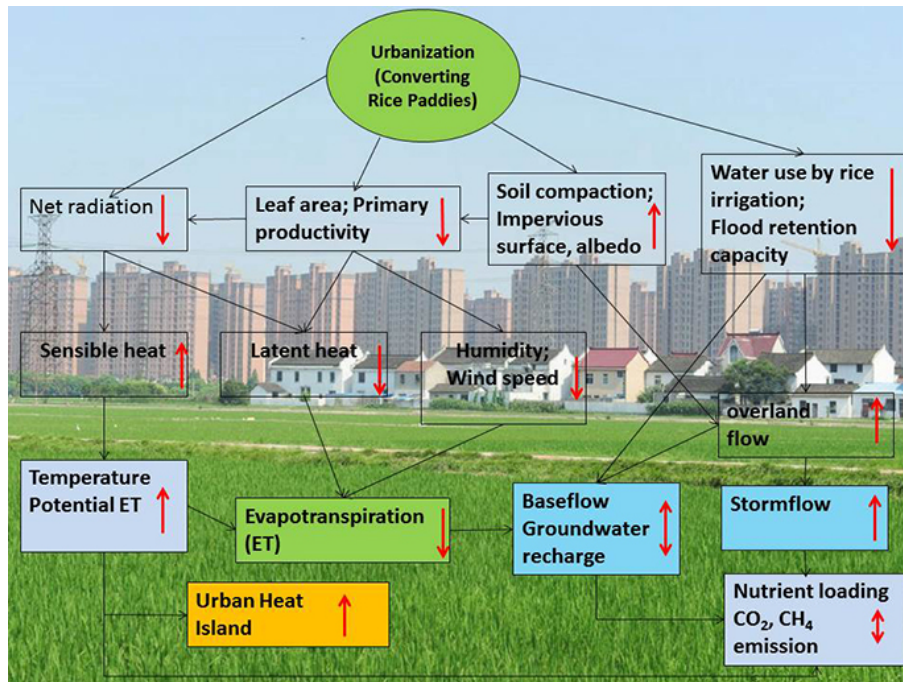 Urbanization
(Converting
Rice Paddies)
Net radiation
Leaf area; Primary
productivity
Soil compaction;
Impervious
surface, albedo
Water use by rice
irrigation;
Flood retention
capacity
Sensible heat
Latent heat
Humidity;
Wind speed
overland
flow
Temperature
Potential ET
Evapotranspiration
(ET)
Baseflow
Groundwater
recharge
Stormflow
Urban Heat
Island
Nutrient loading
CO₂, CH₄
emission